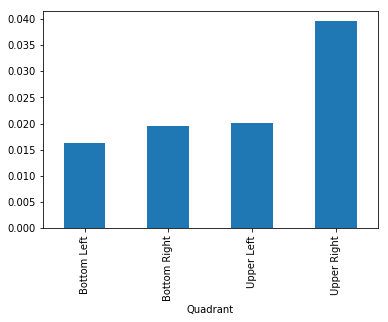 0.040
0.035
0.030
0.025
0.020
0.015
0.010
0.005
0.000
Bottom Left
Bottom Right
Upper Left
Upper Right
Quadrant